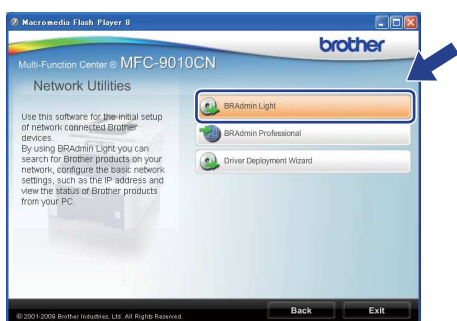 Macromedia Flash Player 8
brother
Multi-Function Center ® MFC-9010CN
Network Utilities
Use this software for the initial setup
of network connected Brother
devices.
By using BRAdmin Light you can
search for Brother products on your
network, configure the basic network
settings, such as the IP address and
view the status of Brother products
from your PC.
BRAdmin Light
BRAdmin Professional
Driver Deployment Wizard
© 2001-2009 Brother Industries, Ltd. All Rights Reserved.
Back
Exit